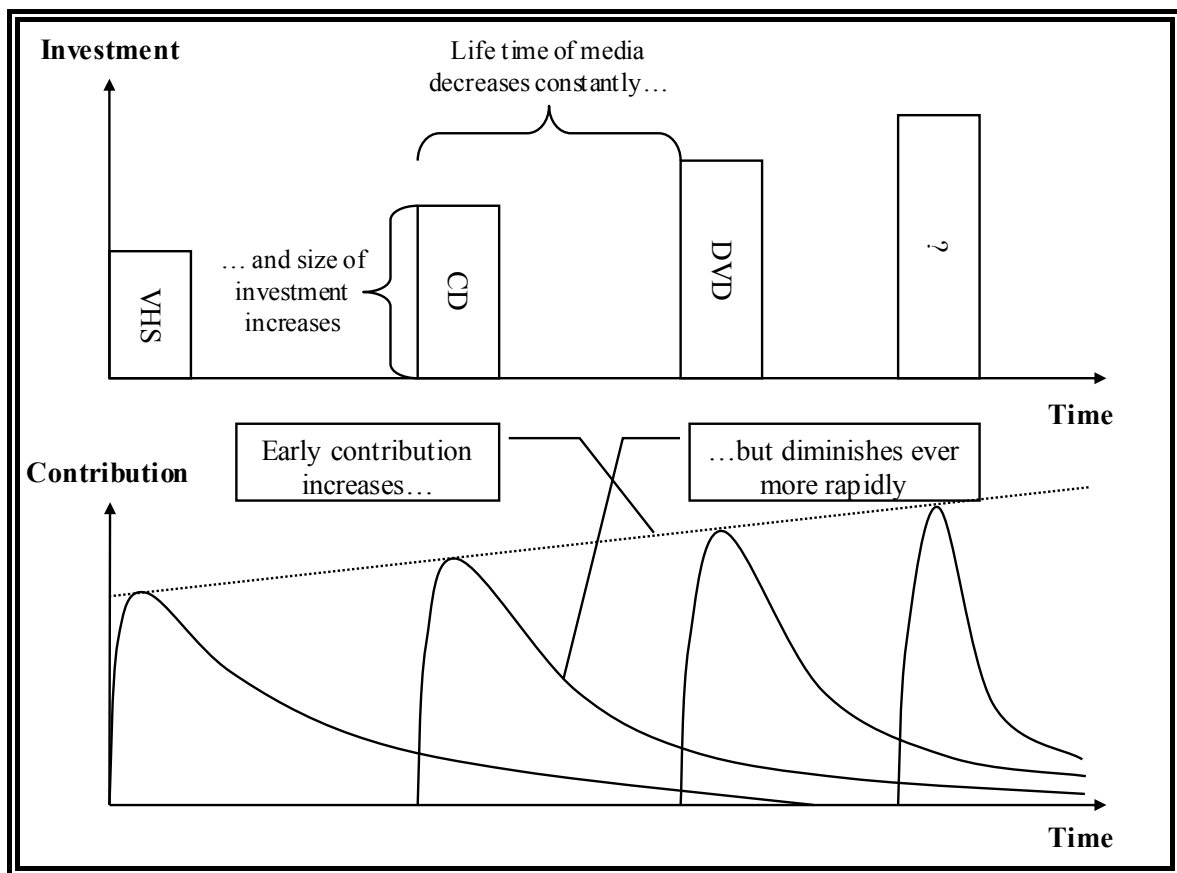 Investment
Life time of media
decreases constantly…
… and size of
investment
increases
VHS
CD
DVD
?
Time
Early contribution
increases…
…but diminishes ever
more rapidly
Contribution
Time